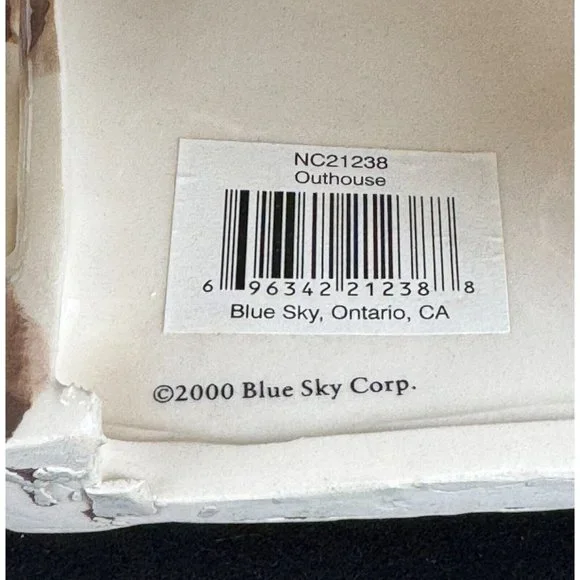 NC21238
Outhouse
6 96342 21238 8
Blue Sky, Ontario, CA
©2000 Blue Sky Corp.